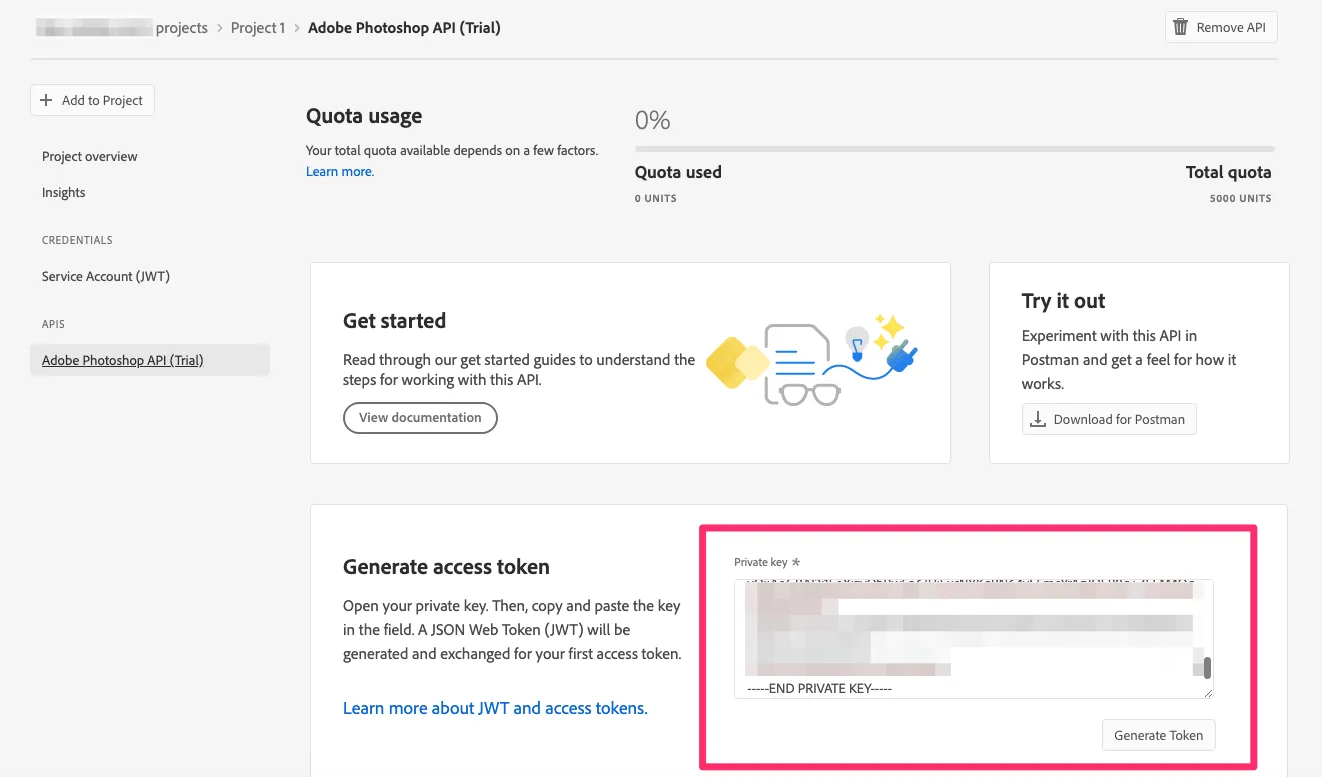 projects > Project 1 > Adobe Photoshop API (Trial)
Remove API
+ Add to Project
Project overview
Insights
CREDENTIALS
Service Account (JWT)
APIS
Adobe Photoshop API (Trial)
Quota usage
Your total quota available depends on a few factors.
Learn more.
0%
Quota used
Total quota
0 UNITS
5000 UNITS
Get started
Read through our get started guides to understand the
steps for working with this API.
View documentation
Try it out
Experiment with this API in
Postman and get a feel for how it
works.
Download for Postman
Generate access token
Open your private key. Then, copy and paste the key
in the field. A JSON Web Token (JWT) will be
generated and exchanged for your first access token.
Learn more about JWT and access tokens.
Private key *
-----END PRIVATE KEY-----
Generate Token